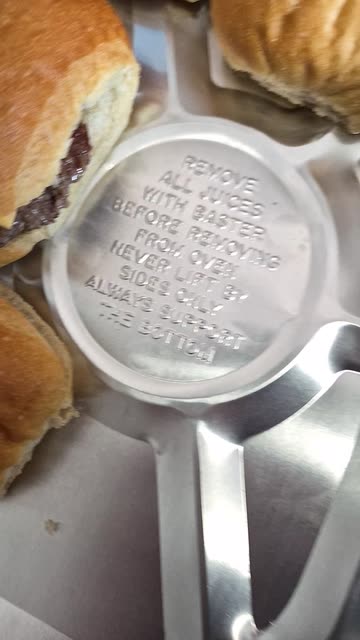 REMOVE
ALL JUICES
WITH BASTER
BEFORE REMOVING
FROM OVEN
NEVER LIFT BY
SIDES ONLY
ALWAYS SUPPORT
THE BOTTOM